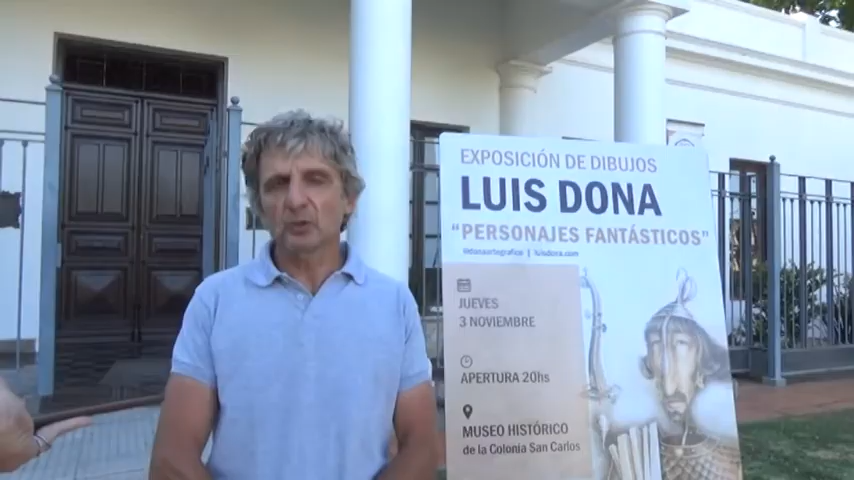 EXPOSICIÓN DE DIBUJOS
LUIS DONA
"PERSONAJES FANTÁSTICOS"
luisdona.com
JUEVES
3 NOVIEMBRE
APERTURA 20hs
MUSEO HISTÓRICO
de la Colonia San Carlos